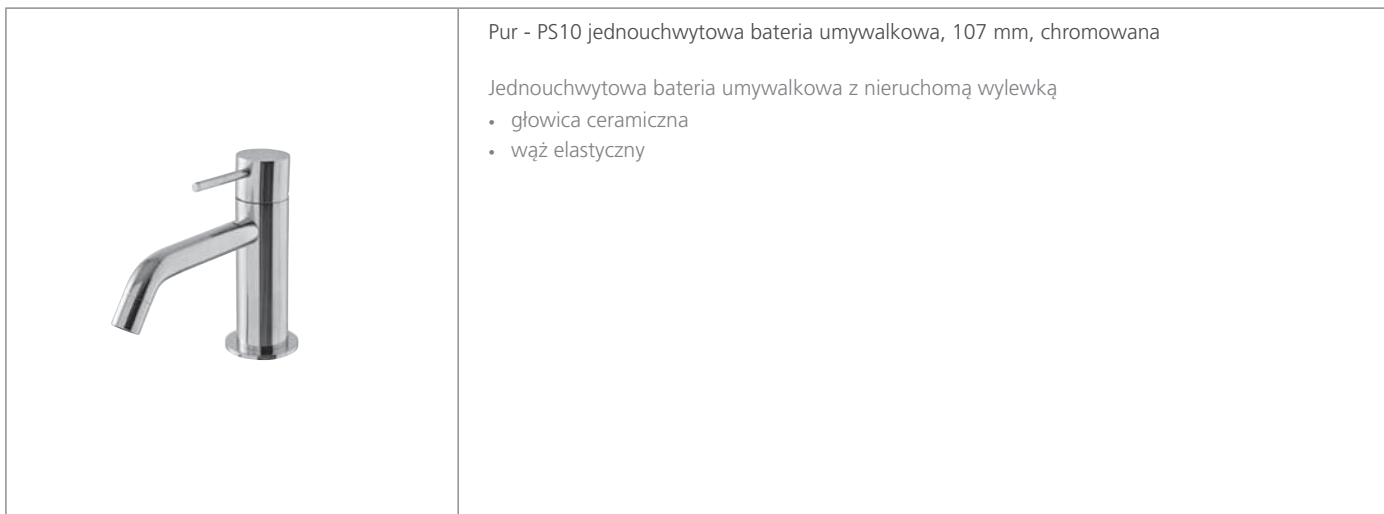 Pur - PS10 jednouchwytowa bateria umywalkowa, 107 mm, chromowana
Jednouchwytowa bateria umywalkowa z nieruchomą wylewką
• głowica ceramiczna
• wąż elastyczny